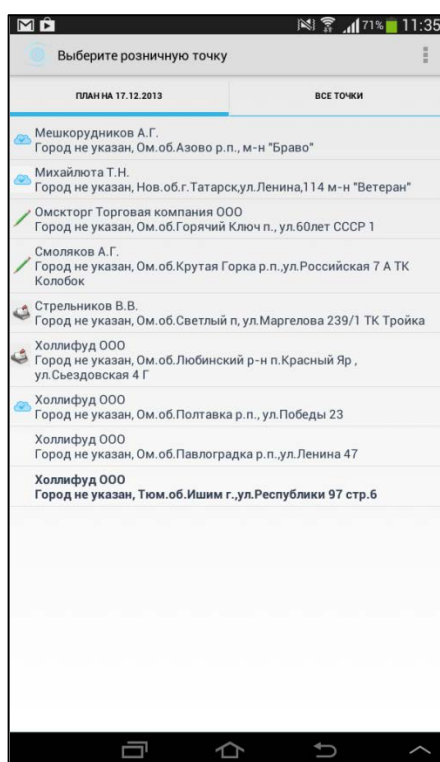 71% 11:35
Выберите розничную точку
ПЛАН НА 17.12.2013
ВСЕ ТОЧКИ
Мешкорудников А.Г.
Город не указан, Ом.об.Азово р.п., м-н "Браво"
Михайлюта Т.Н.
Город не указан, Нов.об.г.Татарск,ул.Ленина,114 м-н "Ветеран"
Омскторг Торговая компания ООО
Город не указан, Ом.об.Горячий Ключ п., ул.60лет СССР 1
Смоляков А.Г.
Город не указан, Ом.об.Крутая Горка р.п.,ул.Российская 7 А ТК
Колобок
Стрельников В.В.
Город не указан, Ом.об.Светлый п, ул.Маргелова 239/1 ТК Тройка
Холлифуд ООО
Город не указан, Ом.об.Любинский р-н п.Красный Яр ,
ул.Сьездовская 4 Г
Холлифуд ООО
Город не указан, Ом.об.Полтавка р.п., ул.Победы 23
Холлифуд ООО
Город не указан, Ом.об.Павлоградка р.п.,ул.Ленина 47
Холлифуд ООО
Город не указан, Тюм.об.Ишим г.,ул.Республики 97 стр.6